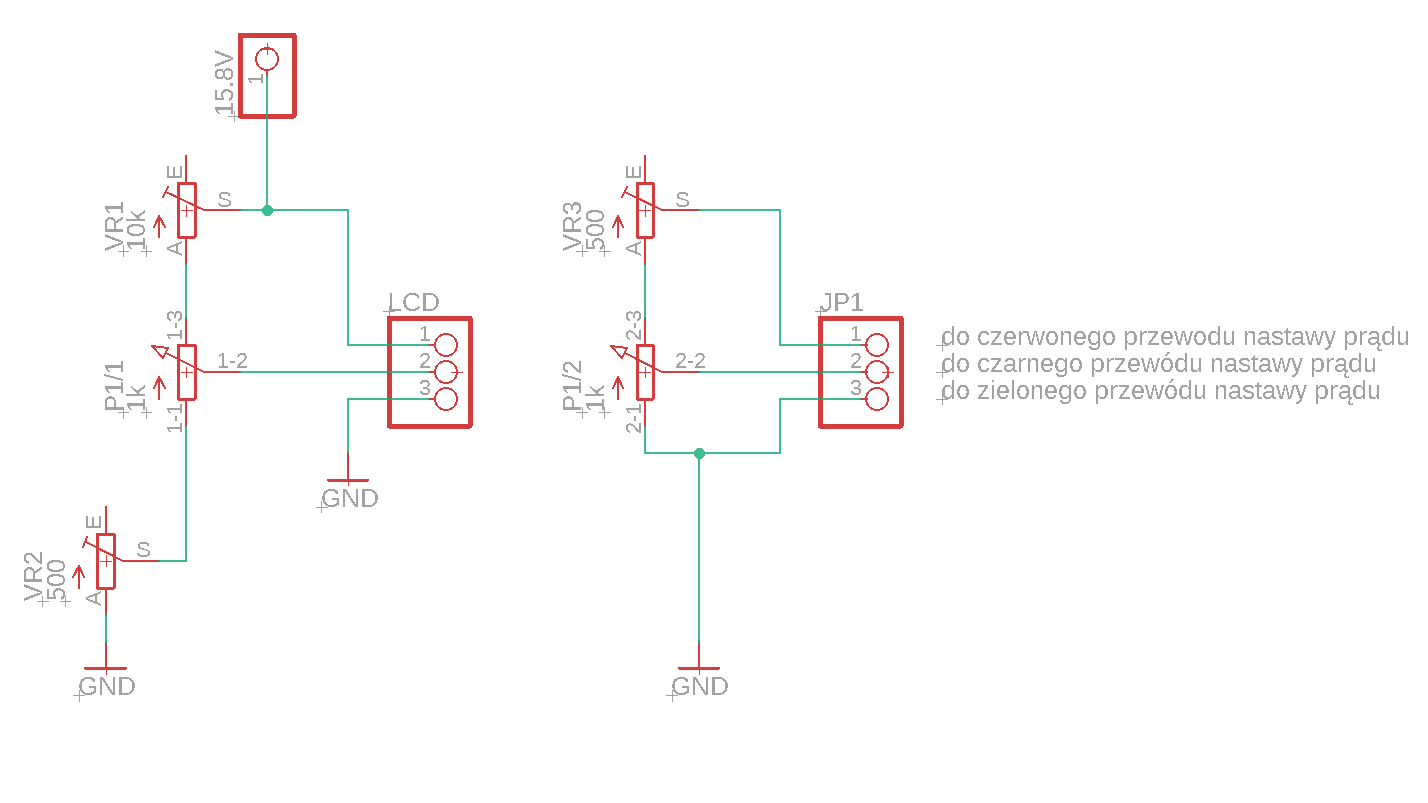 15.8V
1
E
S
A
VR1
10k
1-3
1-2
1-1
P1/1
1k
E
S
A
VR2
500
GND
LCD
1
2
3
GND
E
S
A
VR3
500
2-3
2-2
2-1
P1/2
1k
GND
JP1
1
2
3
do czerwonego przewodu nastawy prądu
do czarnego przewódu nastawy prądu
do zielonego przewódu nastawy prądu